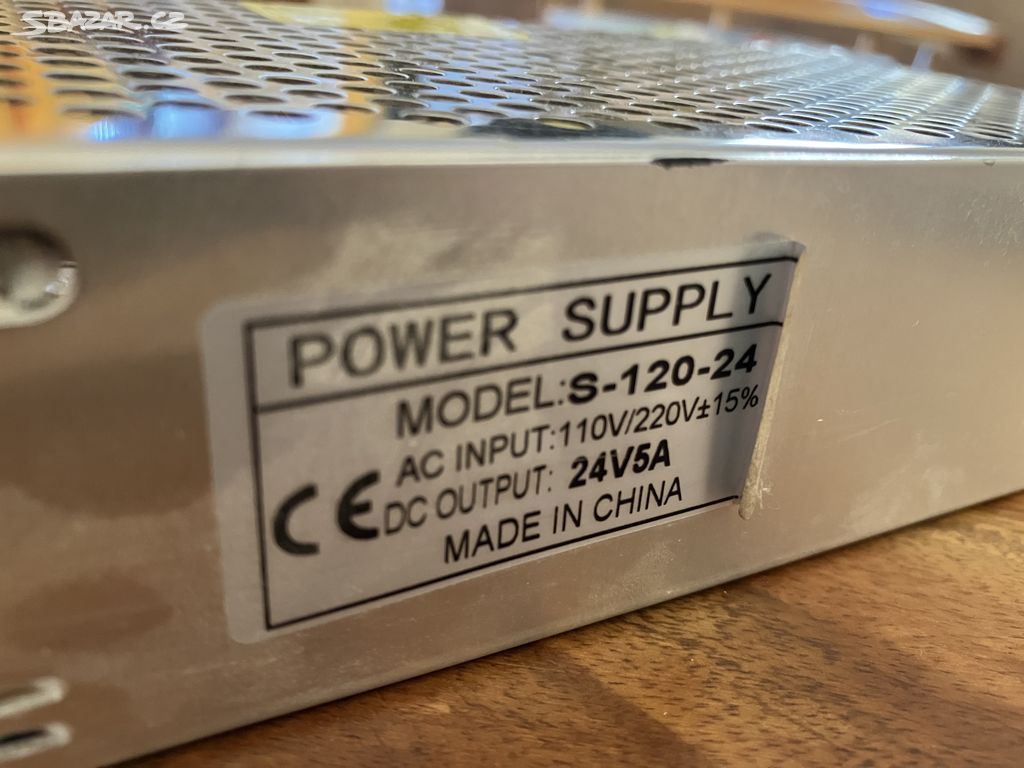 SBAZAR.CZ
POWER SUPPLY
MODEL:S-120-24
AC INPUT:110V/220V±15%
CE DC OUTPUT: 24V5A
MADE IN CHINA